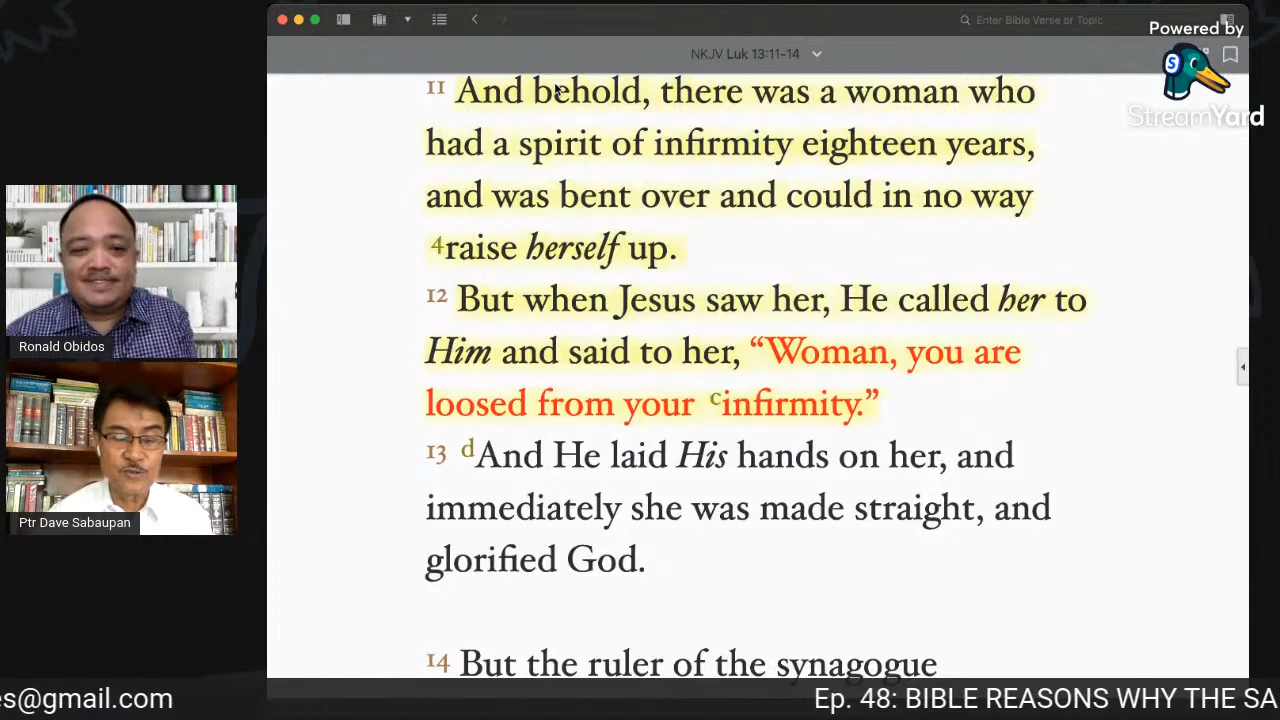 Enter Bible Verse or Topic
Powered by
StreamYard
NKJV Luk 13:11-14
11 And behold, there was a woman who
had a spirit of infirmity eighteen years,
and was bent over and could in no way
4raise herself up.
12 But when Jesus saw her, He called her to
Him and said to her, “Woman, you are
loosed from your cinfirmity.”
13 dAnd He laid His hands on her, and
immediately she was made straight, and
glorified God.
14 But the ruler of the synagogue
Ronald Obidos
Ptr Dave Sabaupan
es@gmail.com
Ep. 48: BIBLE REASONS WHY THE SA